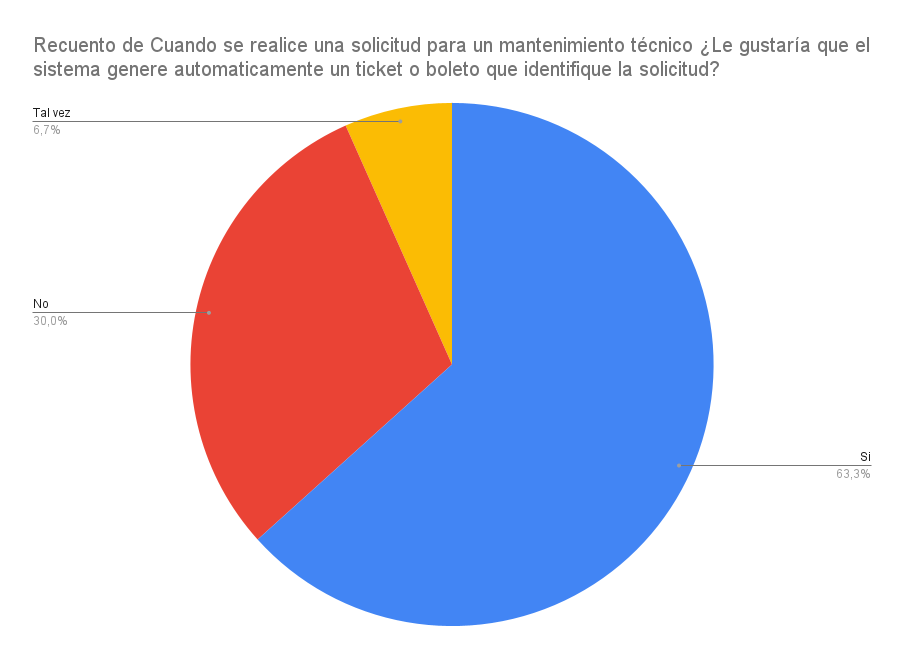 Recuento de Cuando se realice una solicitud para un mantenimiento técnico ¿Le gustaría que el
sistema genere automaticamente un ticket o boleto que identifique la solicitud?
Tal vez
6,7%
No
30,0%
Si
63,3%